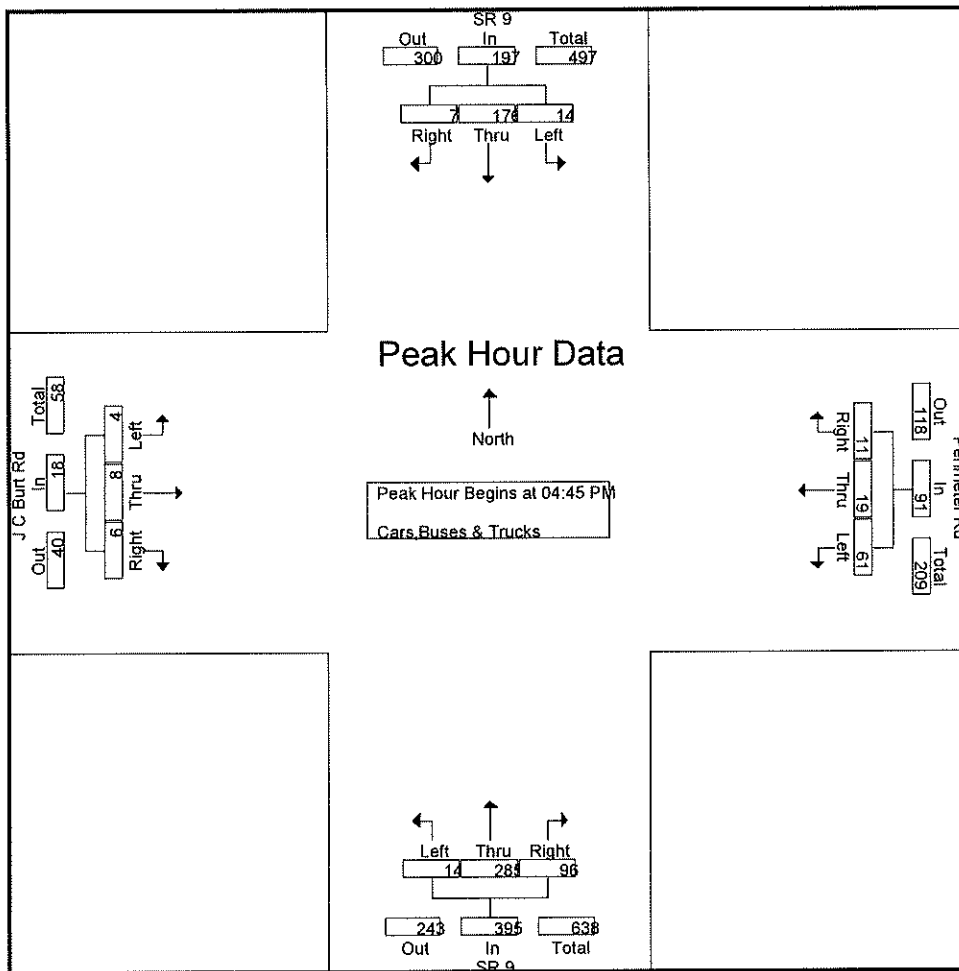 SR 9
Out In Total
300 197 497
7 176 14
Right Thru Left
Peak Hour Data
North
Peak Hour Begins at 04:45 PM
Cars,Buses & Trucks
J C Burt Rd
Out In Total
40 18 58
4 8 6
Left Thru Right
Right Thru Left
11 19 61
Out In Total
118 91 209
Left Thru Right
14 285 96
243 395 638
Out In Total
SR 9